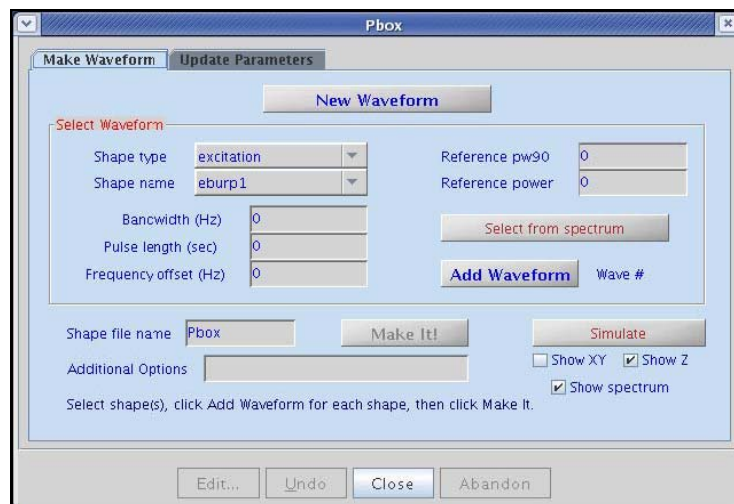 Pbox
Make Waveform Update Parameters
New Waveform
Select Waveform
Shape type excitation Reference pw90 0
Shape name eburp1 Reference power 0
Bancwidth (Hz) 0
Select from spectrum
Pulse length (sec) 0
Frequency offset (Hz) 0 Add Waveform Wave #
Shape file name Pbox Make It! Simulate
Show XY Show Z
Additional Options
Show spectrum
Select shape(s), click Add Waveform for each shape, then click Make It.
Edit... Undo Close Abandon